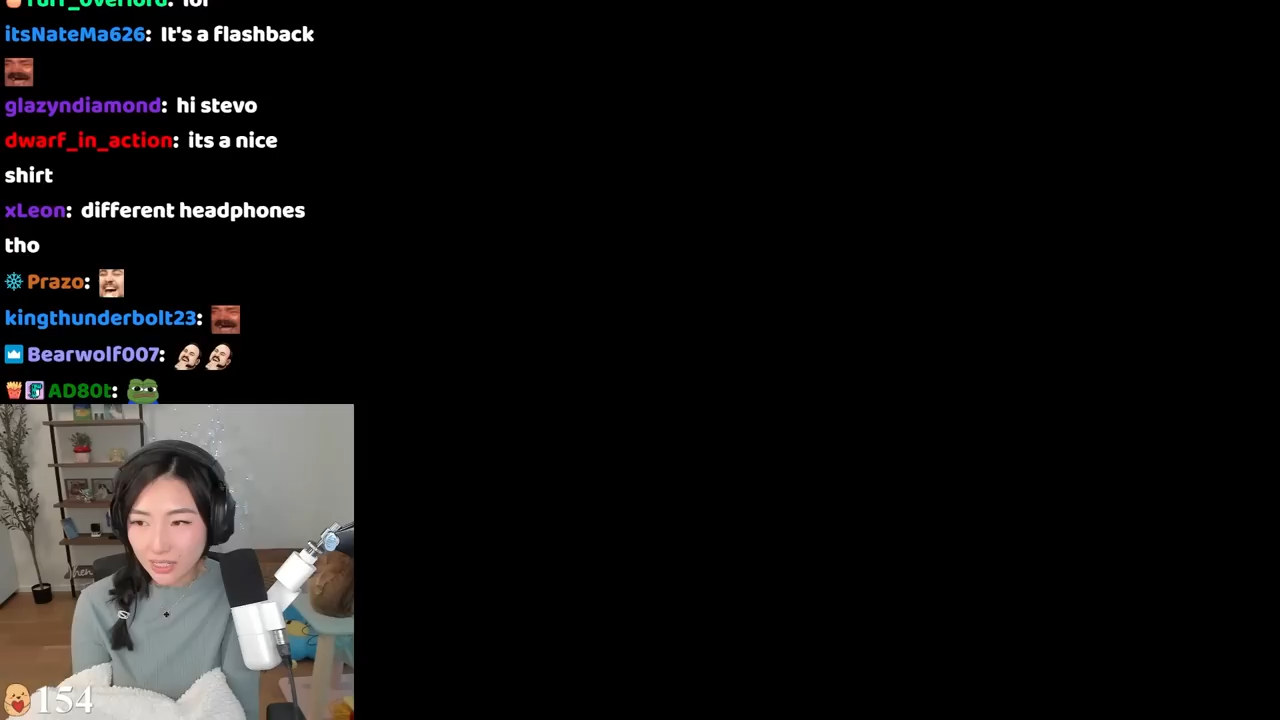 itsNateMa626: It's a flashback
glazyndiamond: hi stevo
dwarf_in_action: its a nice
shirt
xLeon: different headphones
tho
Prazo:
kingthunderbolt23:
Bearwolf007:
AD80t:
154